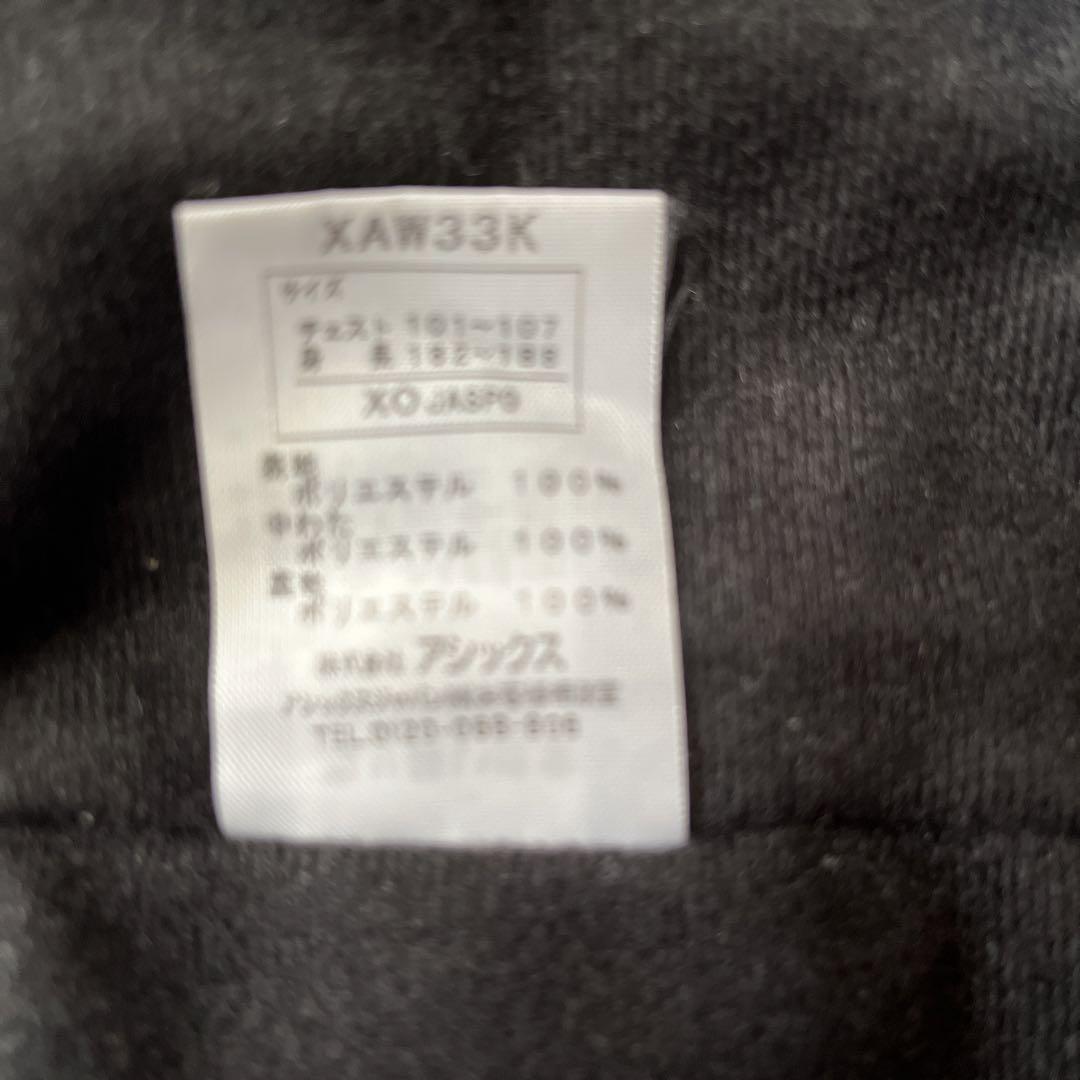 XAW33K
サイズ
チェスト 101~107
身 長 182~188
XO JASPO
表地
ポリエステル 100%
中わた
ポリエステル 100%
裏地
ポリエステル 100%
株式会社 アシックス
TEL.0120-068-806